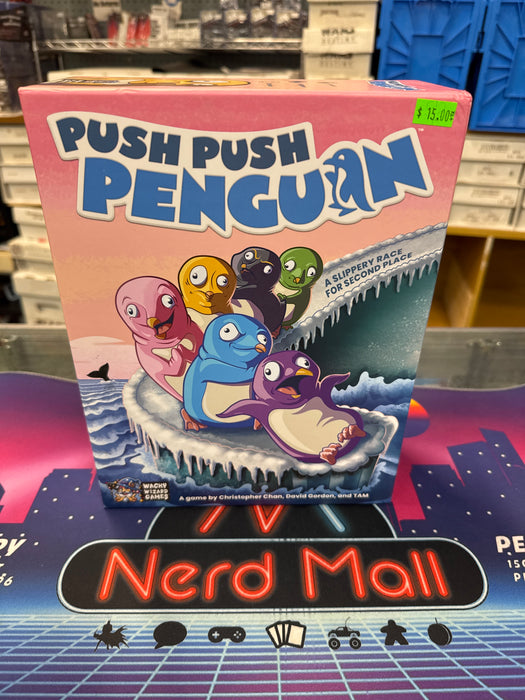 $ 15.00
PUSH PUSH
PENGUIN
A SLIPPERY RACE
FOR SECOND PLACE
WACKY
WIZARD
GAMES
A game by Christopher Chan, David Gordon, and TAM
Nerd Mall